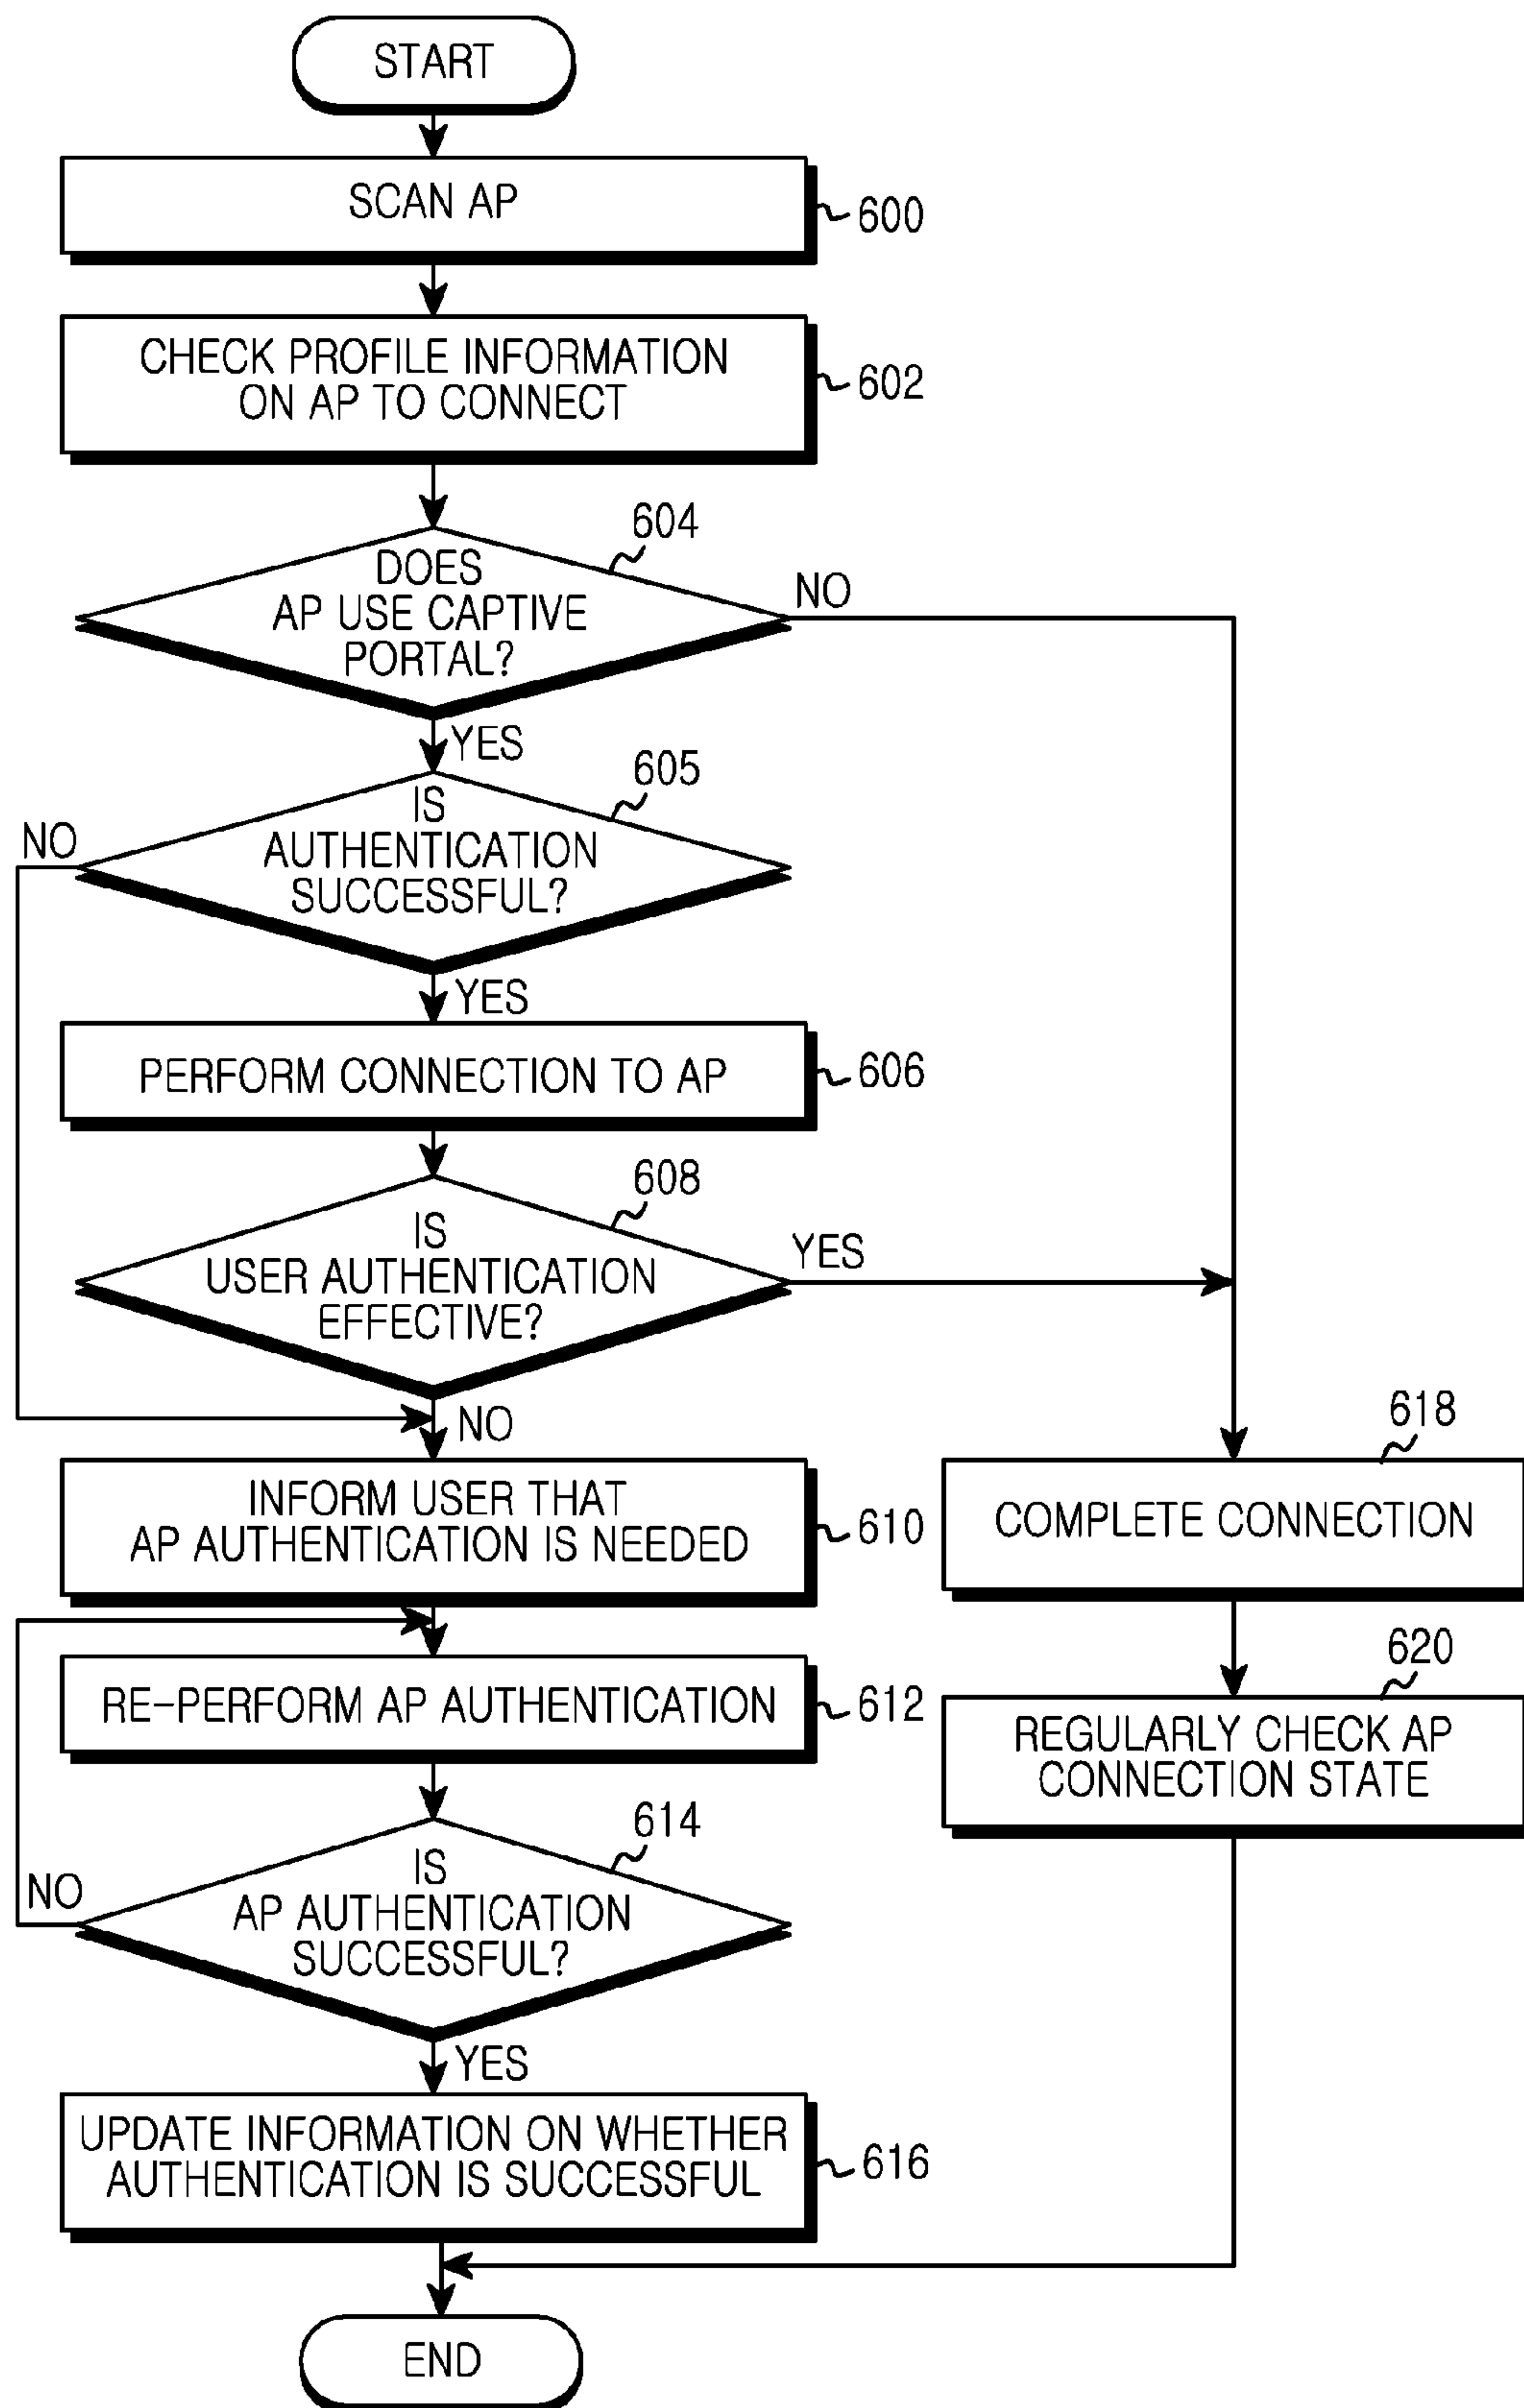 START
SCAN AP
600
CHECK PROFILE INFORMATION
ON AP TO CONNECT
602
604
DOES
AP USE CAPTIVE
PORTAL?
NO
YES
605
IS
AUTHENTICATION
SUCCESSFUL?
NO
YES
PERFORM CONNECTION TO AP
606
608
IS
USER AUTHENTICATION
EFFECTIVE?
YES
NO
INFORM USER THAT
AP AUTHENTICATION IS NEEDED
610
618
COMPLETE CONNECTION
RE-PERFORM AP AUTHENTICATION
612
620
REGULARLY CHECK AP
CONNECTION STATE
614
IS
AP AUTHENTICATION
SUCCESSFUL?
NO
YES
UPDATE INFORMATION ON WHETHER
AUTHENTICATION IS SUCCESSFUL
616
END